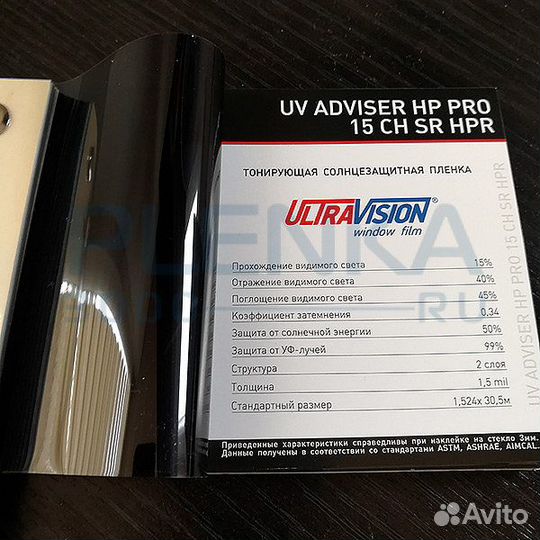 UV ADVISER HP PRO
15 CH SR HPR
ТОНИРУЮЩАЯ СОЛНЦЕЗАЩИТНАЯ ПЛЕНКА
ULTRAVISION®
window film
Прохождение видимого света 15%
Отражение видимого света 40%
Поглощение видимого света 45%
Коэффициент затемнения 0.34
Защита от солнечной энергии 50%
Защита от УФ-лучей 99%
Структура 2 слоя
Толщина 1,5 mil
Стандартный размер 1,524x 30,5м
Приведенные характеристики справедливы при наклейке на стекло 3мм.
Данные получены в соответствии со стандартами ASTM, ASHRAE, AIMCAL.
UV ADVISER HP PRO 15 CH SR HPR
PLENKA
.RU
Avito